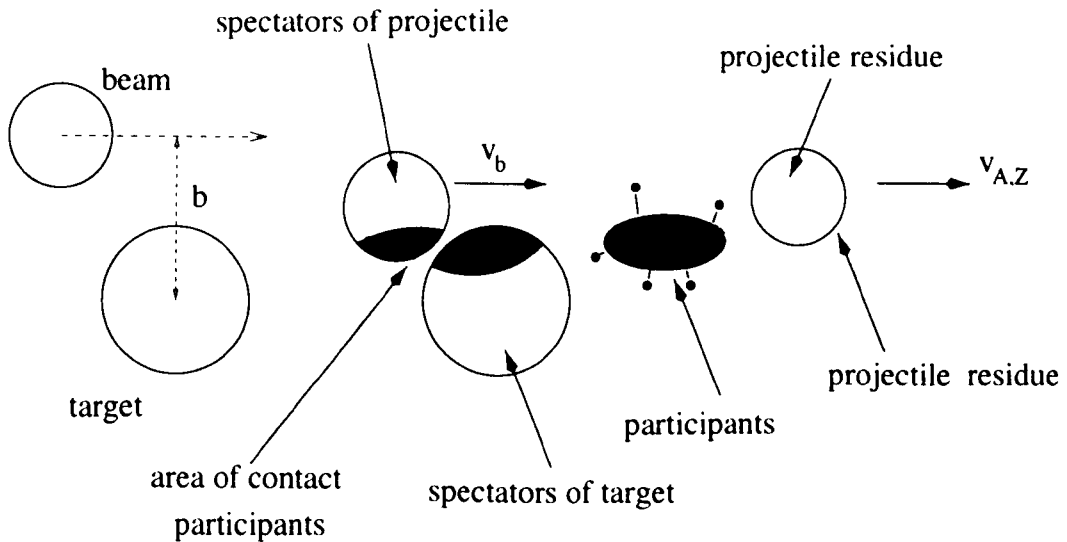 spectators of projectile
projectile residue
beam
v_b
v_A,Z
b
projectile residue
target
participants
area of contact
participants
spectators of target